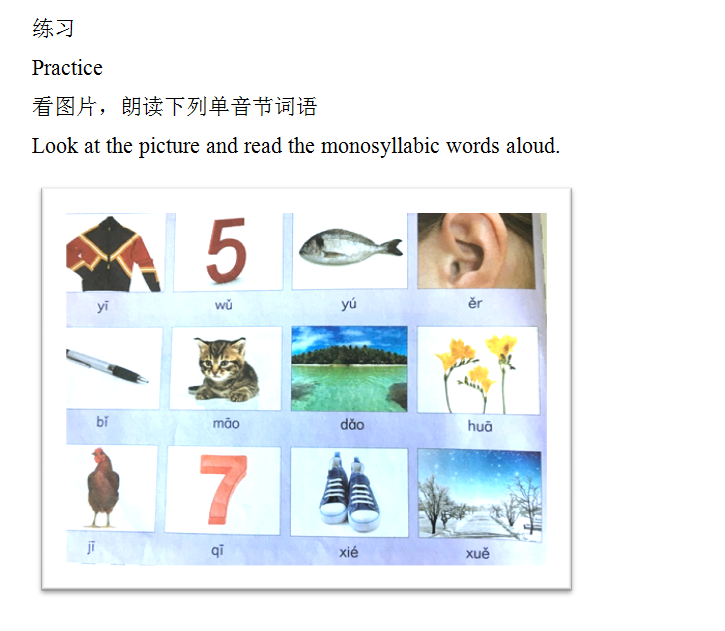 练习
Practice
看图片，朗读下列单音节词语
Look at the picture and read the monosyllabic words aloud.
5
yī wǔ yú ěr
bǐ māo dǎo huā
7
jī qī xié xuě